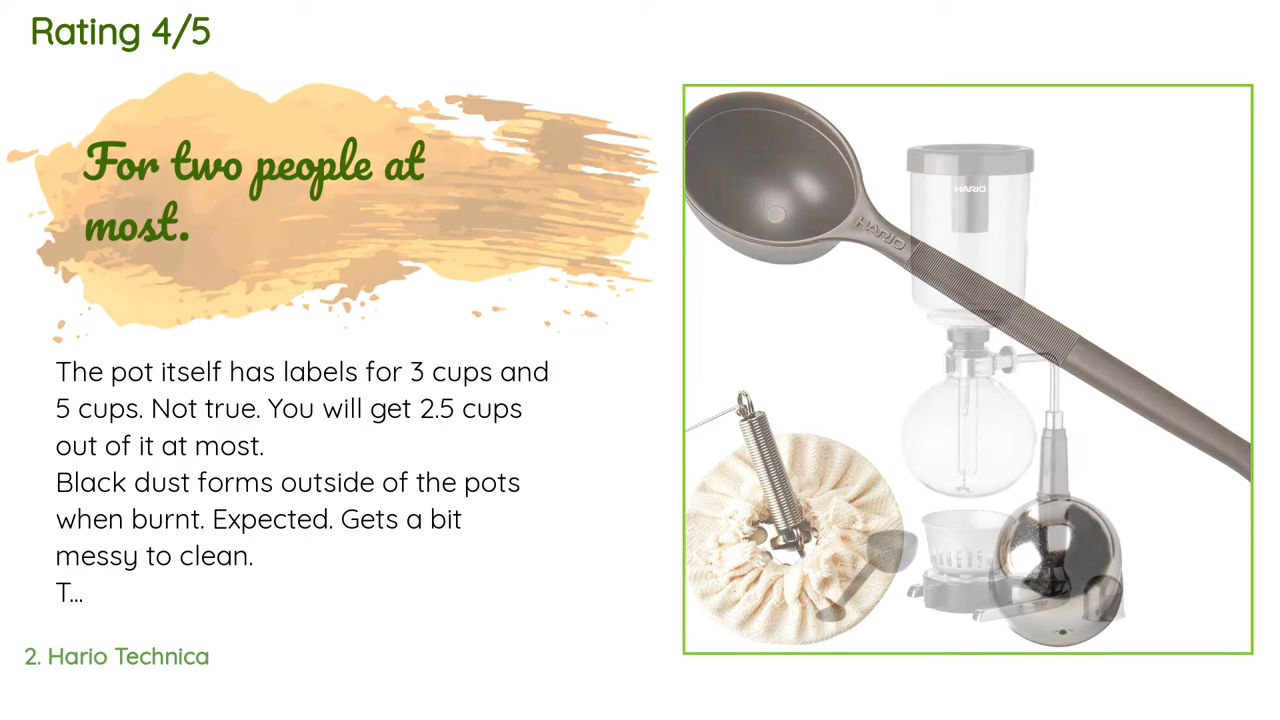 Rating 4/5
For two people at
most.
The pot itself has labels for 3 cups and
5 cups. Not true. You will get 2.5 cups
out of it at most.
Black dust forms outside of the pots
when burnt. Expected. Gets a bit
messy to clean.
T...
2. Hario Technica
HARIO
HARIO